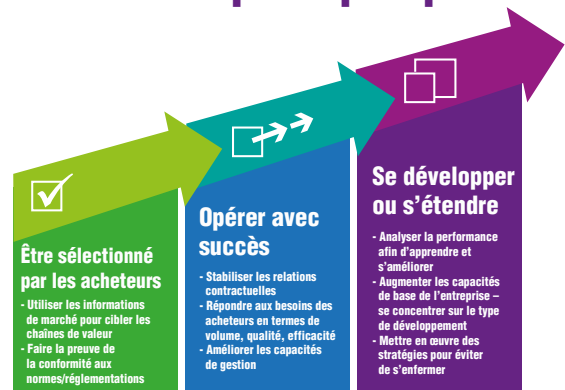 Être sélectionné
par les acheteurs
- Utiliser les informations
de marché pour cibler les
chaînes de valeur
- Faire la preuve de
la conformité aux
normes/réglementations
Opérer avec
succès
- Stabiliser les relations
contractuelles
- Répondre aux besoins des
acheteurs en termes de
volume, qualité, efficacité
- Améliorer les capacités
de gestion
Se développer
ou s’étendre
- Analyser la performance
afin d’apprendre et
s’améliorer
- Augmenter les capacités
de base de l’entreprise –
se concentrer sur le type
de développement
- Mettre en œuvre des
stratégies pour éviter
de s’enfermer